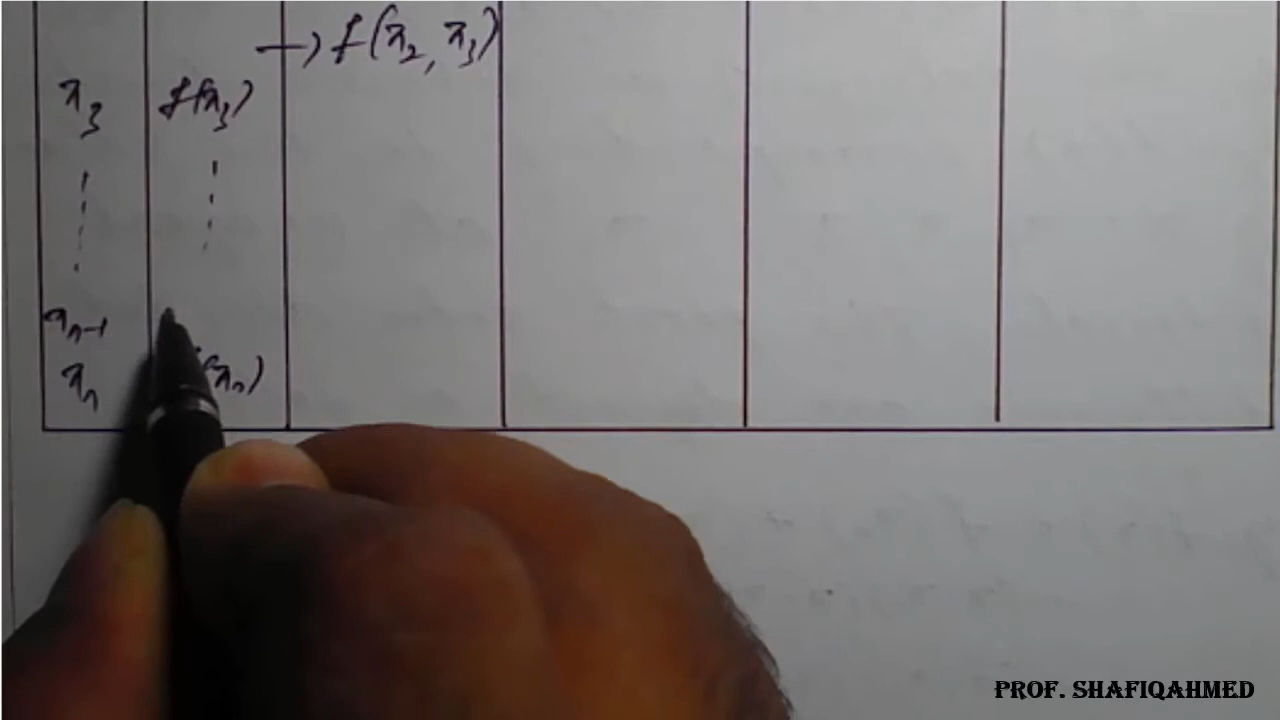 → f(x₂, x₃)
x₃ f(x₃)
xₙ₋₁
xₙ f(xₙ)
PROF. SHAFIQAHMED